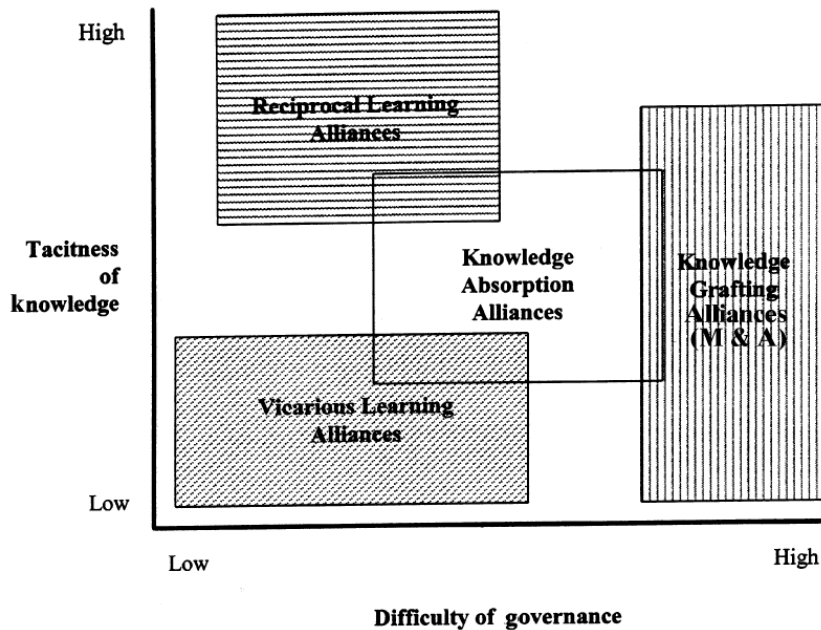 High
Reciprocal Learning
Alliances
Tacitness
of
knowledge
Knowledge
Absorption
Alliances
Knowledge
Grafting
Alliances
(M & A)
Vicarious Learning
Alliances
Low
Low
High
Difficulty of governance